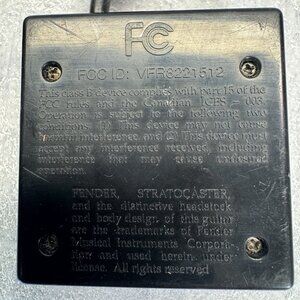 FC
FCC ID: VFR8221512
This class B device complies with part 15 of the
FCC Rules and the Canadian ICES - 003.
Operation is subject to the following two
conditions: (1) This device may not cause
harmful interference, and (2) This device must
accept any interference received, including
interference that may cause undesired
operation.
FENDER, STRATOCASTER,
and the distinctive headstock
and body design of this guitar
are the trademarks of Fender
Musical Instruments Corporat-
ion and used herein under
license. All rights reserved